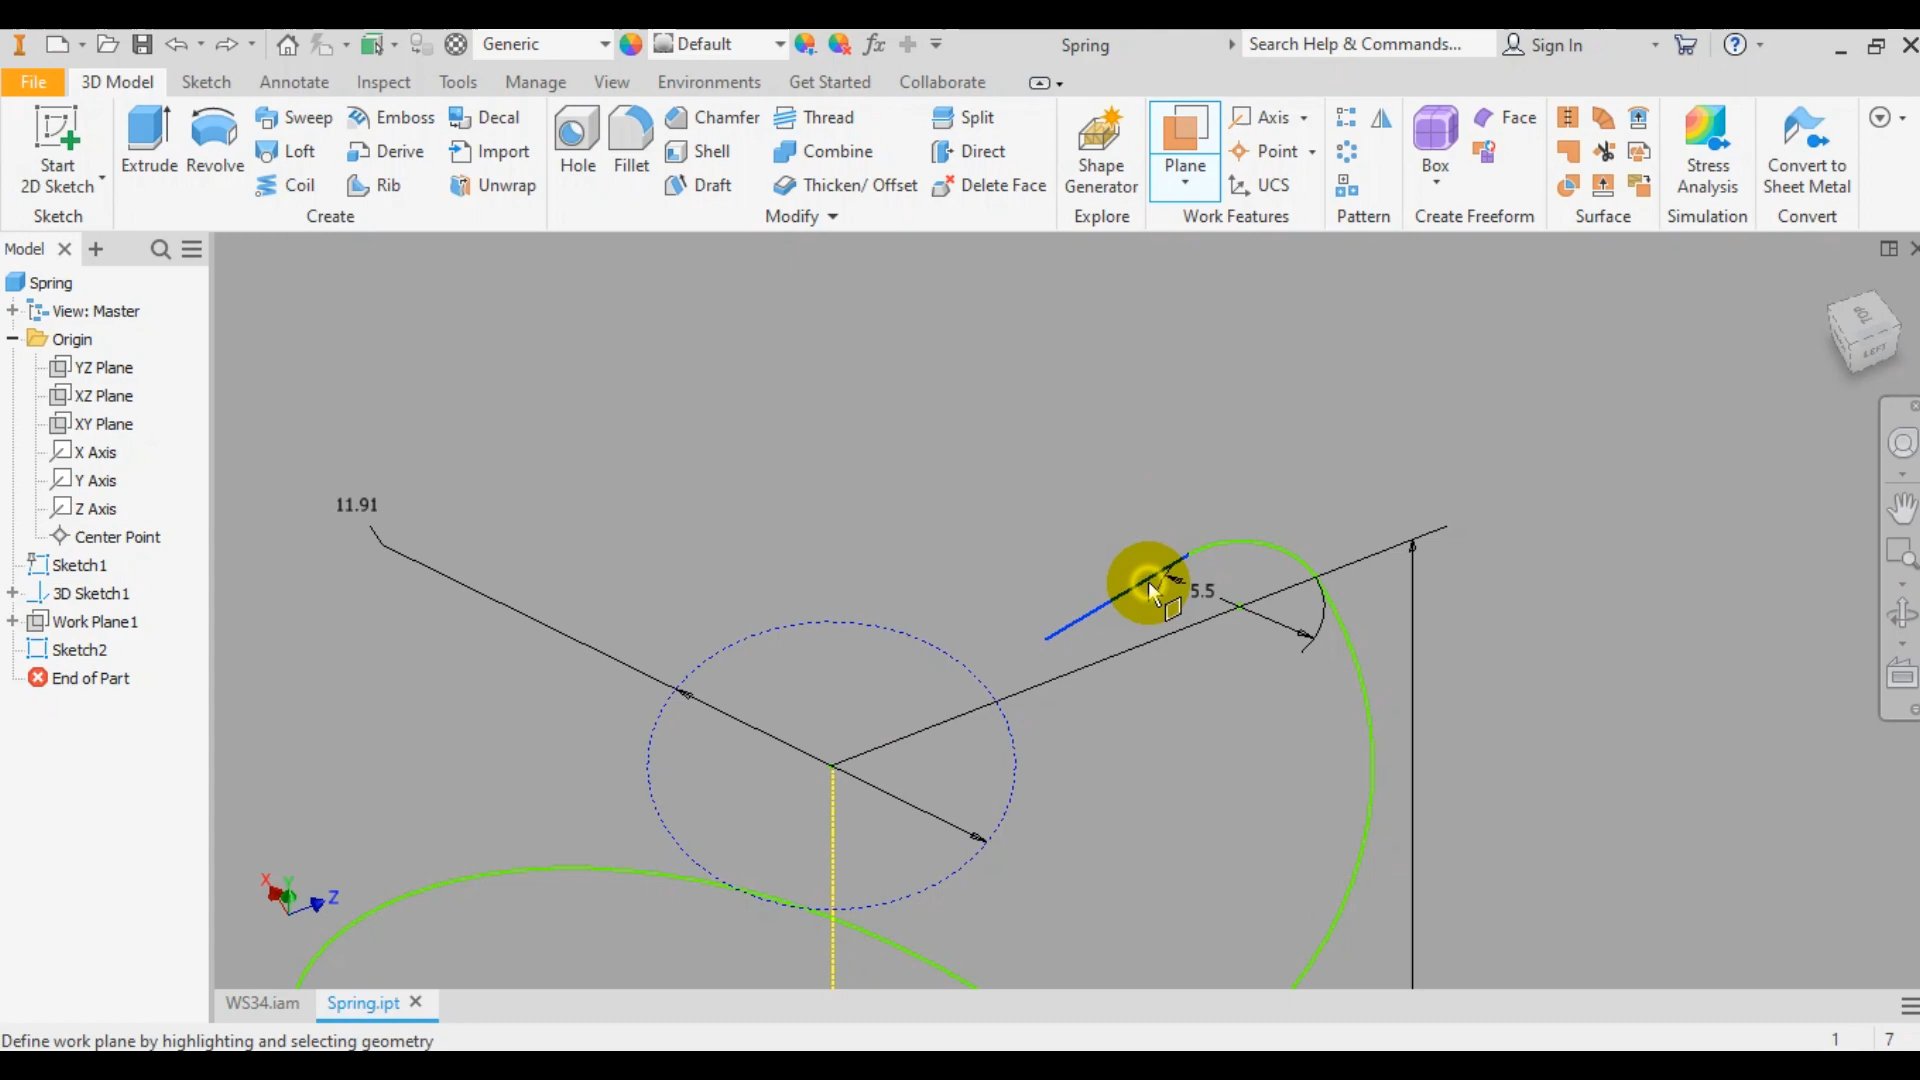 Generic
Default
Spring
Search Help & Commands...
Sign In
File
3D Model
Sketch
Annotate
Inspect
Tools
Manage
View
Environments
Get Started
Collaborate
Start
2D Sketch
Sketch
Extrude
Revolve
Sweep
Loft
Coil
Emboss
Derive
Rib
Decal
Import
Unwrap
Create
Hole
Fillet
Chamfer
Shell
Draft
Thread
Combine
Thicken/ Offset
Split
Direct
Delete Face
Modify
Shape
Generator
Explore
Plane
Axis
Point
UCS
Work Features
Pattern
Box
Face
Create Freeform
Surface
Stress
Analysis
Simulation
Convert to
Sheet Metal
Convert
Model
Spring
View: Master
Origin
YZ Plane
XZ Plane
XY Plane
X Axis
Y Axis
Z Axis
Center Point
Sketch1
3D Sketch1
Work Plane1
Sketch2
End of Part
11.91
5.5
TOP
LEFT
X
Y
Z
WS34.iam
Spring.ipt
Define work plane by highlighting and selecting geometry
1
7